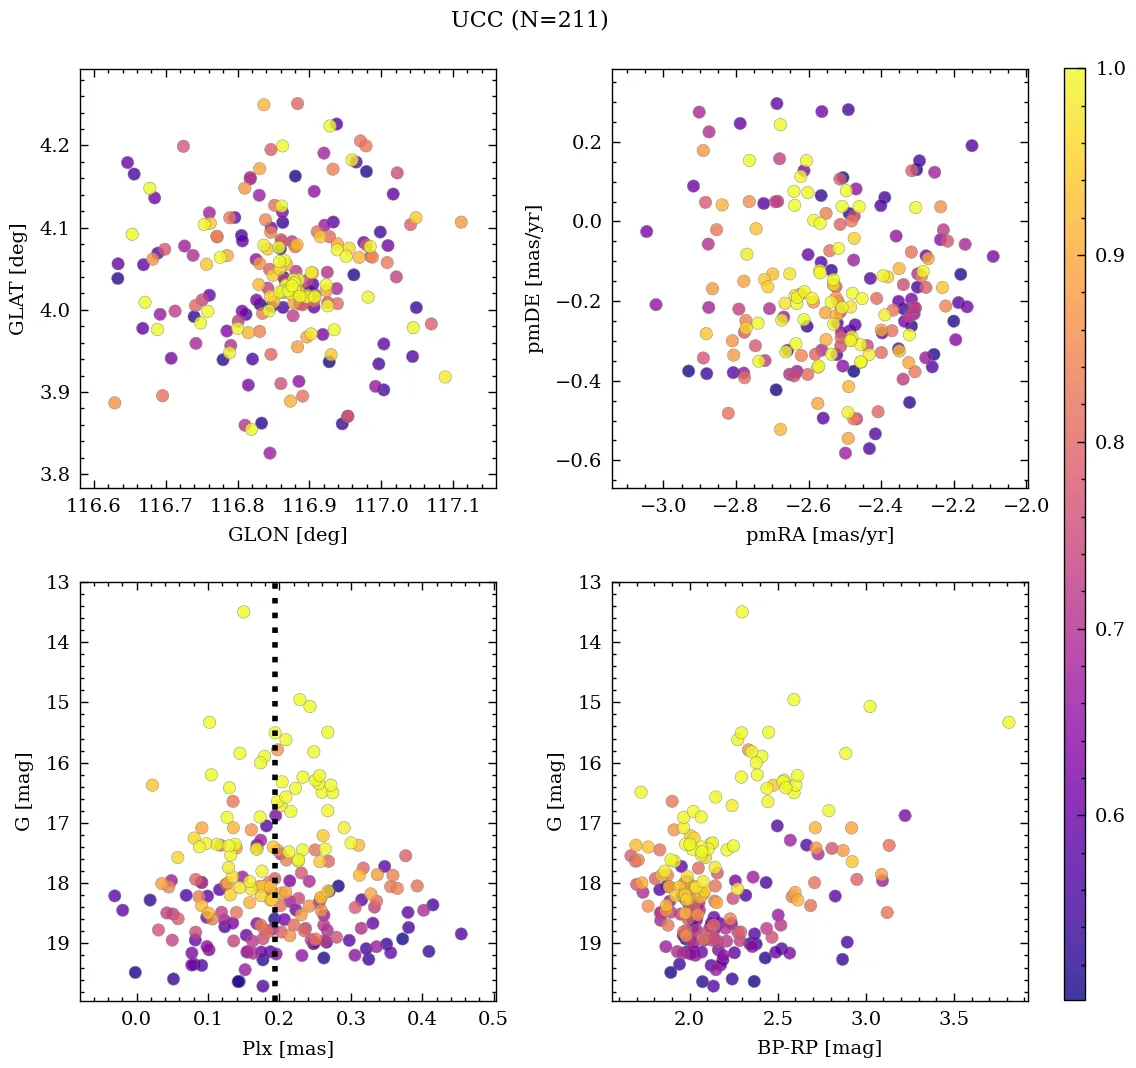 UCC (N=211)
4.2
4.1
4.0
3.9
3.8
GLAT [deg]
116.6 116.7 116.8 116.9 117.0 117.1
GLON [deg]
0.2
0.0
−0.2
−0.4
−0.6
pmDE [mas/yr]
−3.0 −2.8 −2.6 −2.4 −2.2 −2.0
pmRA [mas/yr]
13
14
15
16
17
18
19
G [mag]
0.0 0.1 0.2 0.3 0.4 0.5
Plx [mas]
13
14
15
16
17
18
19
G [mag]
2.0 2.5 3.0 3.5
BP-RP [mag]
1.0
0.9
0.8
0.7
0.6